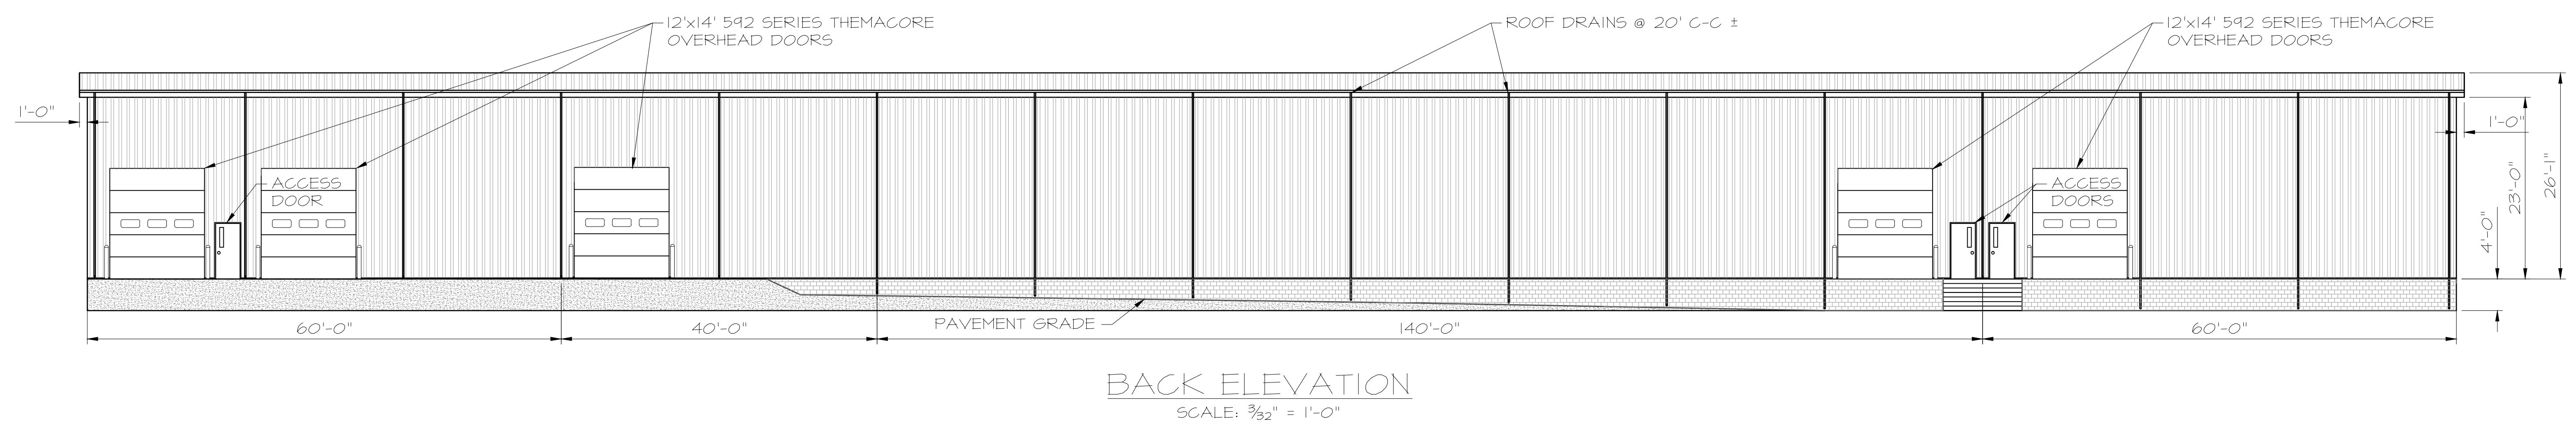 12'x14' 592 SERIES THEMACORE
OVERHEAD DOORS
ROOF DRAINS @ 20' C-C ±
12'x14' 592 SERIES THEMACORE
OVERHEAD DOORS
1'-0"
1'-0"
ACCESS
DOOR
ACCESS
DOORS
4'-0"
23'-0"
26'-1"
PAVEMENT GRADE
60'-0"
40'-0"
140'-0"
60'-0"
BACK ELEVATION
SCALE: 3/32" = 1'-0"